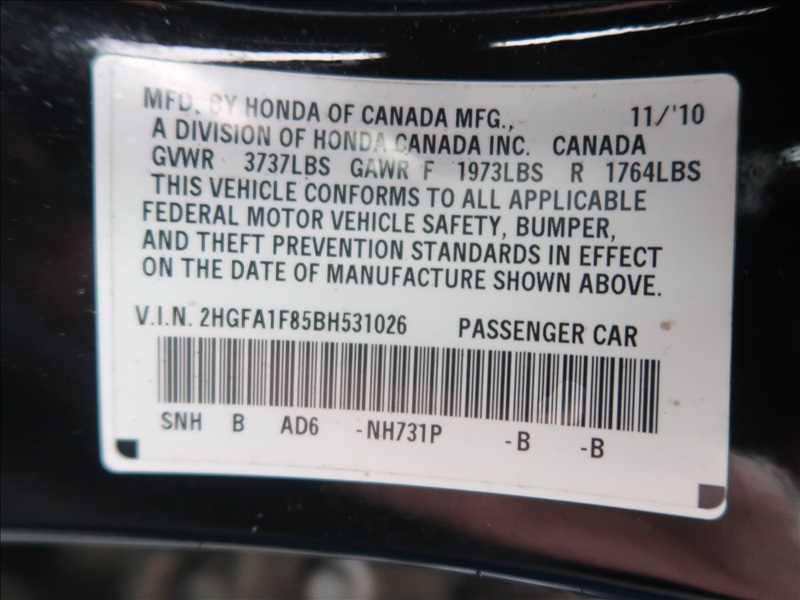 MFD. BY HONDA OF CANADA MFG., 11/'10
A DIVISION OF HONDA CANADA INC. CANADA
GVWR 3737LBS GAWR F 1973LBS R 1764LBS
THIS VEHICLE CONFORMS TO ALL APPLICABLE
FEDERAL MOTOR VEHICLE SAFETY, BUMPER,
AND THEFT PREVENTION STANDARDS IN EFFECT
ON THE DATE OF MANUFACTURE SHOWN ABOVE.
V.I.N. 2HGFA1F85BH531026 PASSENGER CAR
SNH B AD6 -NH731P -B -B